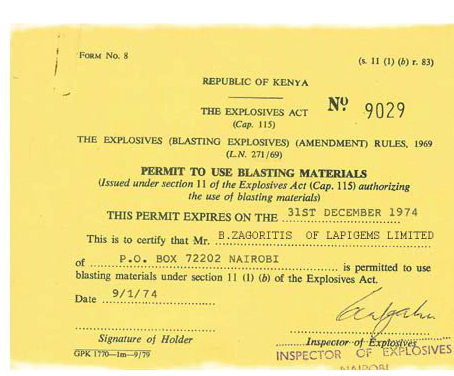 FORM No. 8 (s. 11 (1) (b) r. 83)
REPUBLIC OF KENYA
THE EXPLOSIVES ACT
(Cap. 115)
Nº 9029
THE EXPLOSIVES (BLASTING EXPLOSIVES) (AMENDMENT) RULES, 1969
(L.N. 271/69)
PERMIT TO USE BLASTING MATERIALS
(Issued under section 11 of the Explosives Act (Cap. 115) authorizing
the use of blasting materials)
THIS PERMIT EXPIRES ON THE 31ST DECEMBER 1974
This is to certify that Mr. B.ZAGORITIS OF LAPIGEMS LIMITED
of P.O. BOX 72202 NAIROBI is permitted to use
blasting materials under section 11 (1) (b) of the Explosives Act.
Date 9/1/74
Signature of Holder Inspector of Explosives
GPK 1770—1m—9/79 INSPECTOR OF EXPLOSIVES
NAIROBI